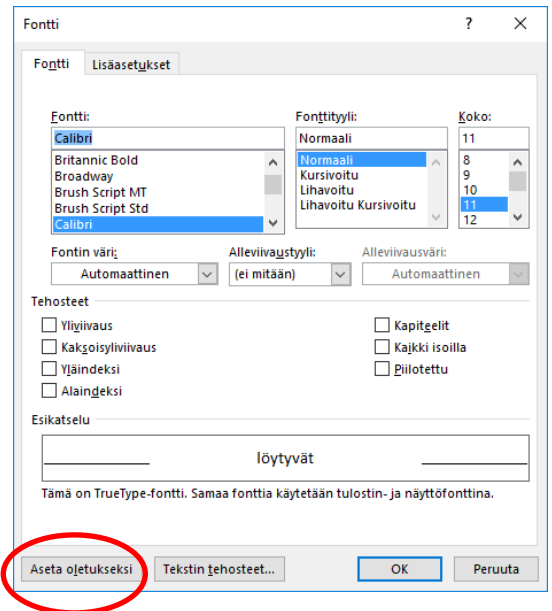 Fontti ? ×
Fontti Lisäasetukset
Fontti: Fonttityyli: Koko:
Calibri Normaali 11
Britannic Bold Normaali 8
Broadway Kursivoitu 9
Brush Script MT Lihavoitu 10
Brush Script Std Lihavoitu Kursivoitu 11
Calibri 12
Fontin väri: Alleviivaustyyli: Alleviivausväri:
Automaattinen (ei mitään) Automaattinen
Tehosteet
Yliviivaus Kapiteelit
Kaksoisyliviivaus Kaikki isoilla
Yläindeksi Piilotettu
Alaindeksi
Esikatselu
löytyvät
Tämä on TrueType-fontti. Samaa fonttia käytetään tulostin- ja näyttöfonttina.
Aseta oletukseksi Tekstin tehosteet... OK Peruuta